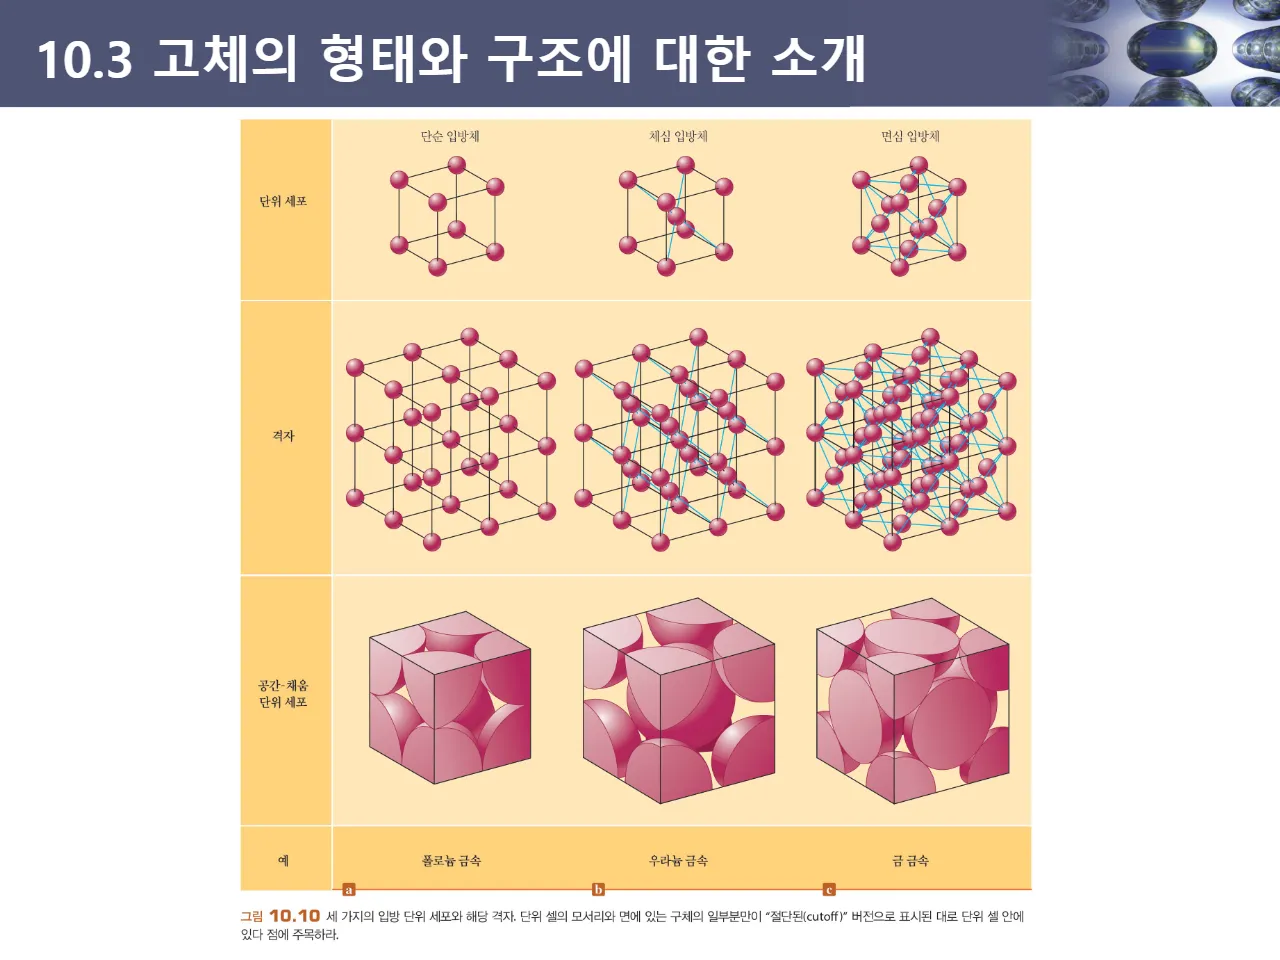 10.3 고체의 형태와 구조에 대한 소개
단순 입방체
체심 입방체
면심 입방체
단위 세포
격자
공간-채움
단위 세포
예
폴로늄 금속
우라늄 금속
금 금속
a
b
c
그림 10.10 세 가지의 입방 단위 세포와 해당 격자. 단위 셀의 모서리와 면에 있는 구체의 일부분만이 “절단된(cutoff)” 버전으로 표시된 대로 단위 셀 안에
있다 점에 주목하라.